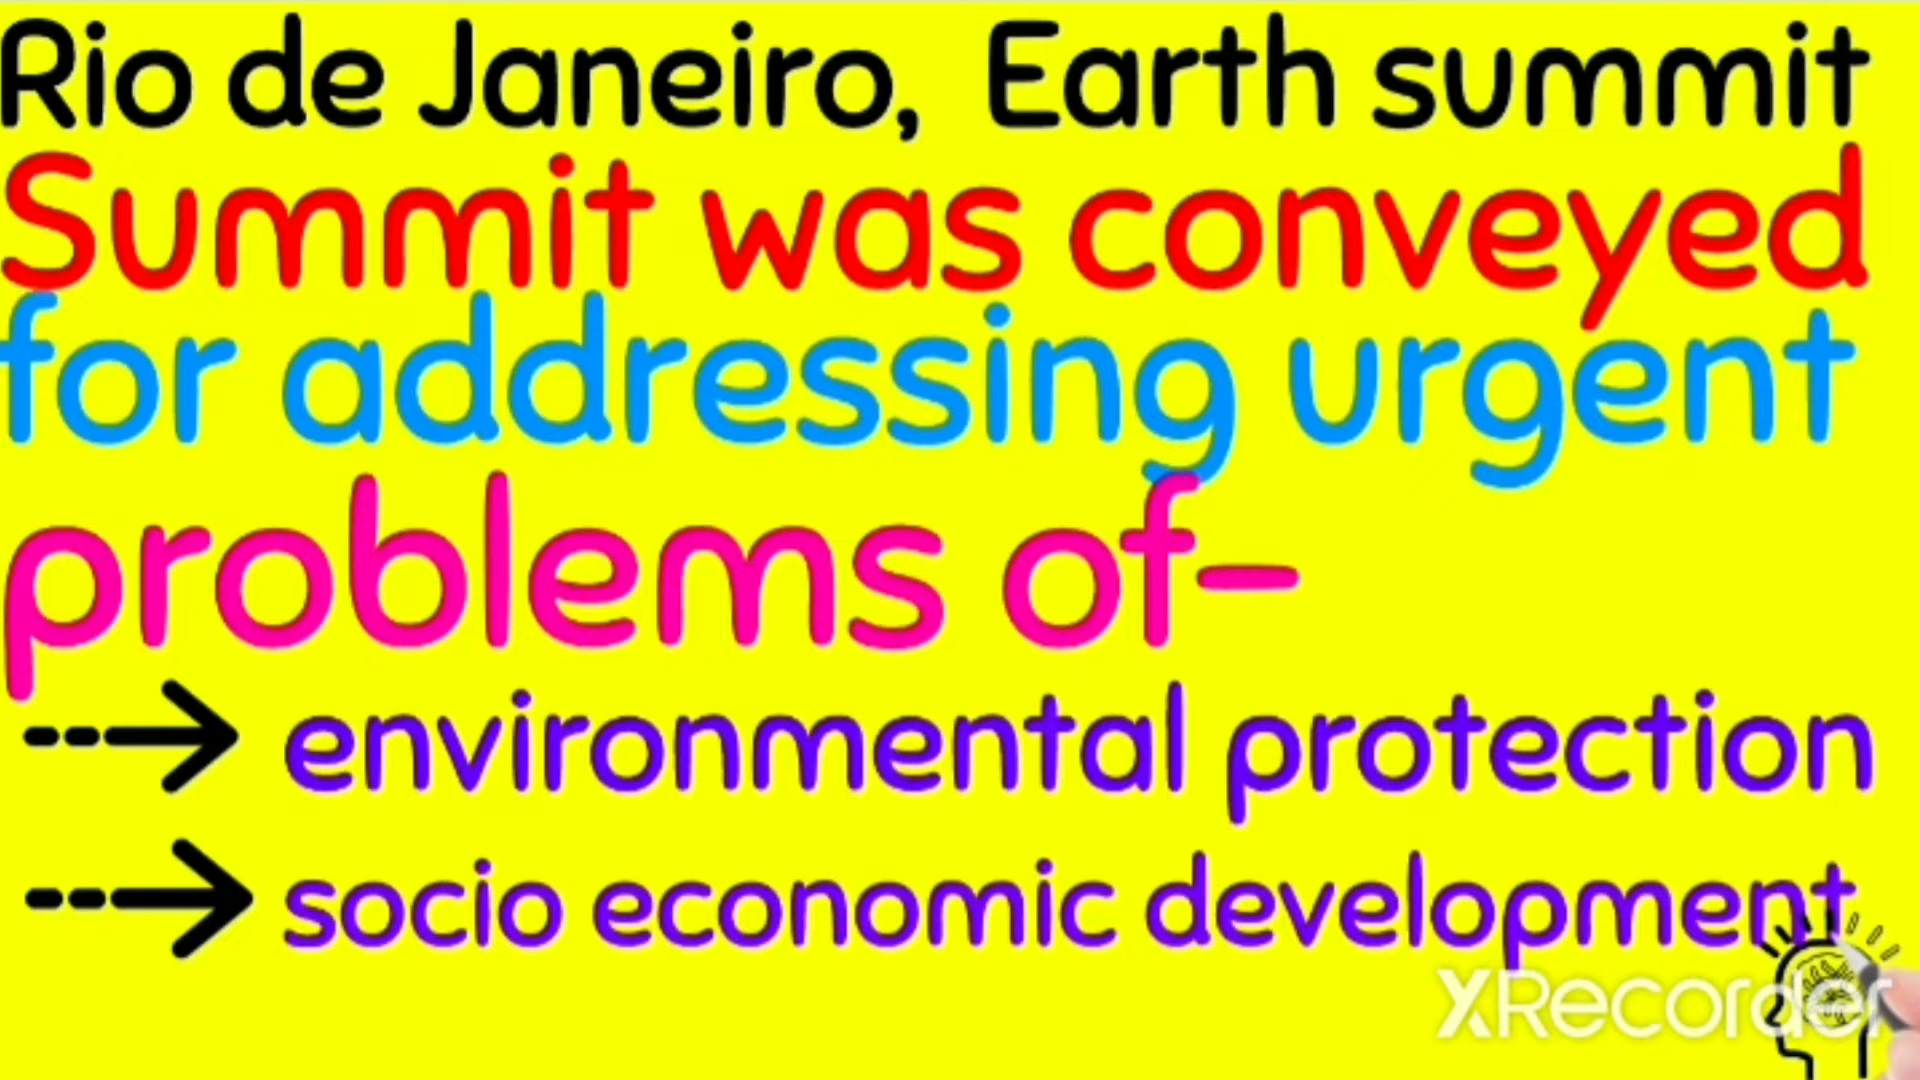 Rio de Janeiro, Earth summit
Summit was conveyed
for addressing urgent
problems of-
environmental protection
socio economic development
XRecorder